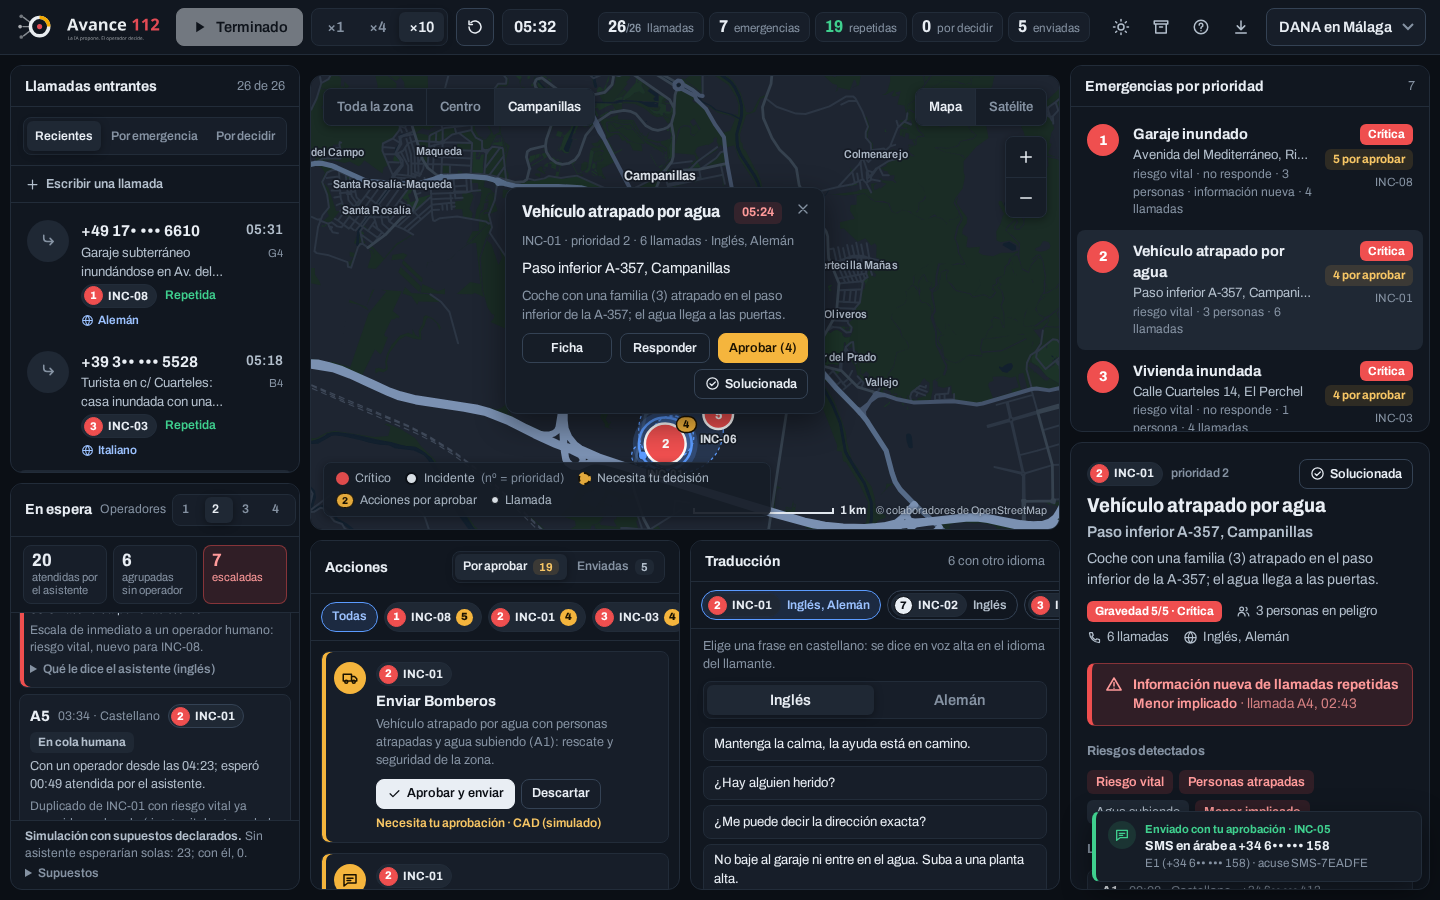 Avance 112
La IA propone. El operador decide.
Terminado
×1 ×4 ×10
05:32
26/26 llamadas
7 emergencias
19 repetidas
0 por decidir
5 enviadas
DANA en Málaga
Llamadas entrantes
26 de 26
Recientes
Por emergencia
Por decidir
Escribir una llamada
+49 17• ••• 6610
05:31
Garaje subterráneo
G4
inundándose en Av. del...
1 INC-08 Repetida
Alemán
+39 3•• ••• 5528
05:18
Turista en c/ Cuarteles:
B4
casa inundada con una...
3 INC-03 Repetida
Italiano
En espera
Operadores 1 2 3 4
20
atendidas por
el asistente
6
agrupadas
sin operador
7
escaladas
Escala de inmediato a un operador humano:
riesgo vital, nuevo para INC-08.
Qué le dice el asistente (inglés)
A5 03:34 · Castellano 2 INC-01
En cola humana
Con un operador desde las 04:23; esperó
00:49 atendida por el asistente.
Duplicado de INC-01 con riesgo vital ya
Simulación con supuestos declarados. Sin
asistente esperarían solas: 23; con él, 0.
Supuestos
Toda la zona
Centro
Campanillas
Mapa
Satélite
+
−
del Campo
Maqueda
Colmenarejo
Santa Rosalía-Maqueda
Campanillas
Santa Rosalía
ertecilla Mañas
Oliveros
r del Prado
Vallejo
Vehículo atrapado por agua 05:24
INC-01 · prioridad 2 · 6 llamadas · Inglés, Alemán
Paso inferior A-357, Campanillas
Coche con una familia (3) atrapado en el paso
inferior de la A-357; el agua llega a las puertas.
Ficha
Responder
Aprobar (4)
Solucionada
5
4
2
INC-06
Crítico
Incidente (nº = prioridad)
Necesita tu decisión
2 Acciones por aprobar
Llamada
1 km
© colaboradores de OpenStreetMap
Acciones
Por aprobar 19
Enviadas 5
Todas
1 INC-08 5
2 INC-01 4
3 INC-03 4
2 INC-01
Enviar Bomberos
Vehículo atrapado por agua con personas
atrapadas y agua subiendo (A1): rescate y
seguridad de la zona.
Aprobar y enviar
Descartar
Necesita tu aprobación · CAD (simulado)
2 INC-01
Traducción
6 con otro idioma
2 INC-01 Inglés, Alemán
7 INC-02 Inglés
3
Elige una frase en castellano: se dice en voz alta en el idioma
del llamante.
Inglés
Alemán
Mantenga la calma, la ayuda está en camino.
¿Hay alguien herido?
¿Me puede decir la dirección exacta?
No baje al garaje ni entre en el agua. Suba a una planta
alta.
Emergencias por prioridad
7
1 Garaje inundado
Crítica
Avenida del Mediterráneo, Ri...
5 por aprobar
riesgo vital · no responde · 3
INC-08
personas · información nueva · 4
llamadas
2 Vehículo atrapado por
agua
Crítica
4 por aprobar
Paso inferior A-357, Campani...
INC-01
riesgo vital · 3 personas · 6
llamadas
3 Vivienda inundada
Crítica
Calle Cuarteles 14, El Perchel
4 por aprobar
riesgo vital · no responde · 1
INC-03
persona · 4 llamadas
2 INC-01 prioridad 2
Solucionada
Vehículo atrapado por agua
Paso inferior A-357, Campanillas
Coche con una familia (3) atrapado en el paso
inferior de la A-357; el agua llega a las puertas.
Gravedad 5/5 · Crítica
3 personas en peligro
6 llamadas
Inglés, Alemán
Información nueva de llamadas repetidas
Menor implicado · llamada A4, 02:43
Riesgos detectados
Riesgo vital
Personas atrapadas
Agua subiendo
Menor implicado
Enviado con tu aprobación · INC-05
SMS en árabe a +34 6•• ••• 158
E1 (+34 6•• ••• 158) · acuse SMS-7EADFE